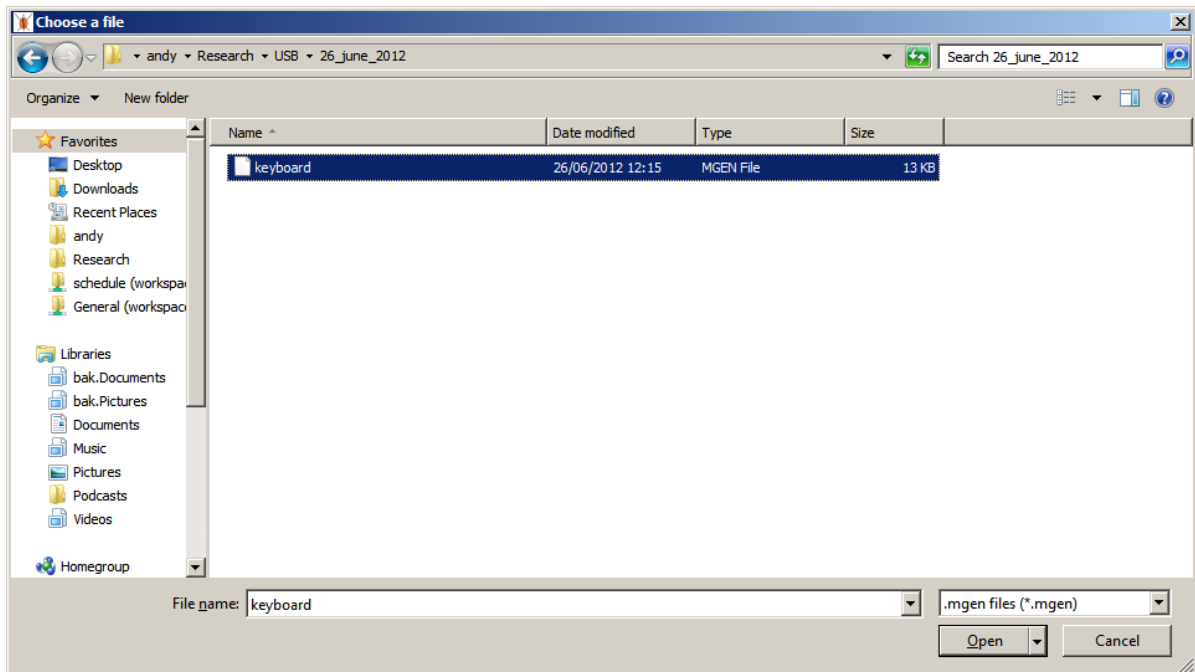 Choose a file
andy Research USB 26_june_2012
Search 26_june_2012
Organize New folder
Name Date modified Type Size
keyboard 26/06/2012 12:15 MGEN File 13 KB
Favorites
Desktop
Downloads
Recent Places
andy
Research
schedule (workspa
General (workspac
Libraries
bak.Documents
bak.Pictures
Documents
Music
Pictures
Podcasts
Videos
Homegroup
File name: keyboard
.mgen files (*.mgen)
Open Cancel